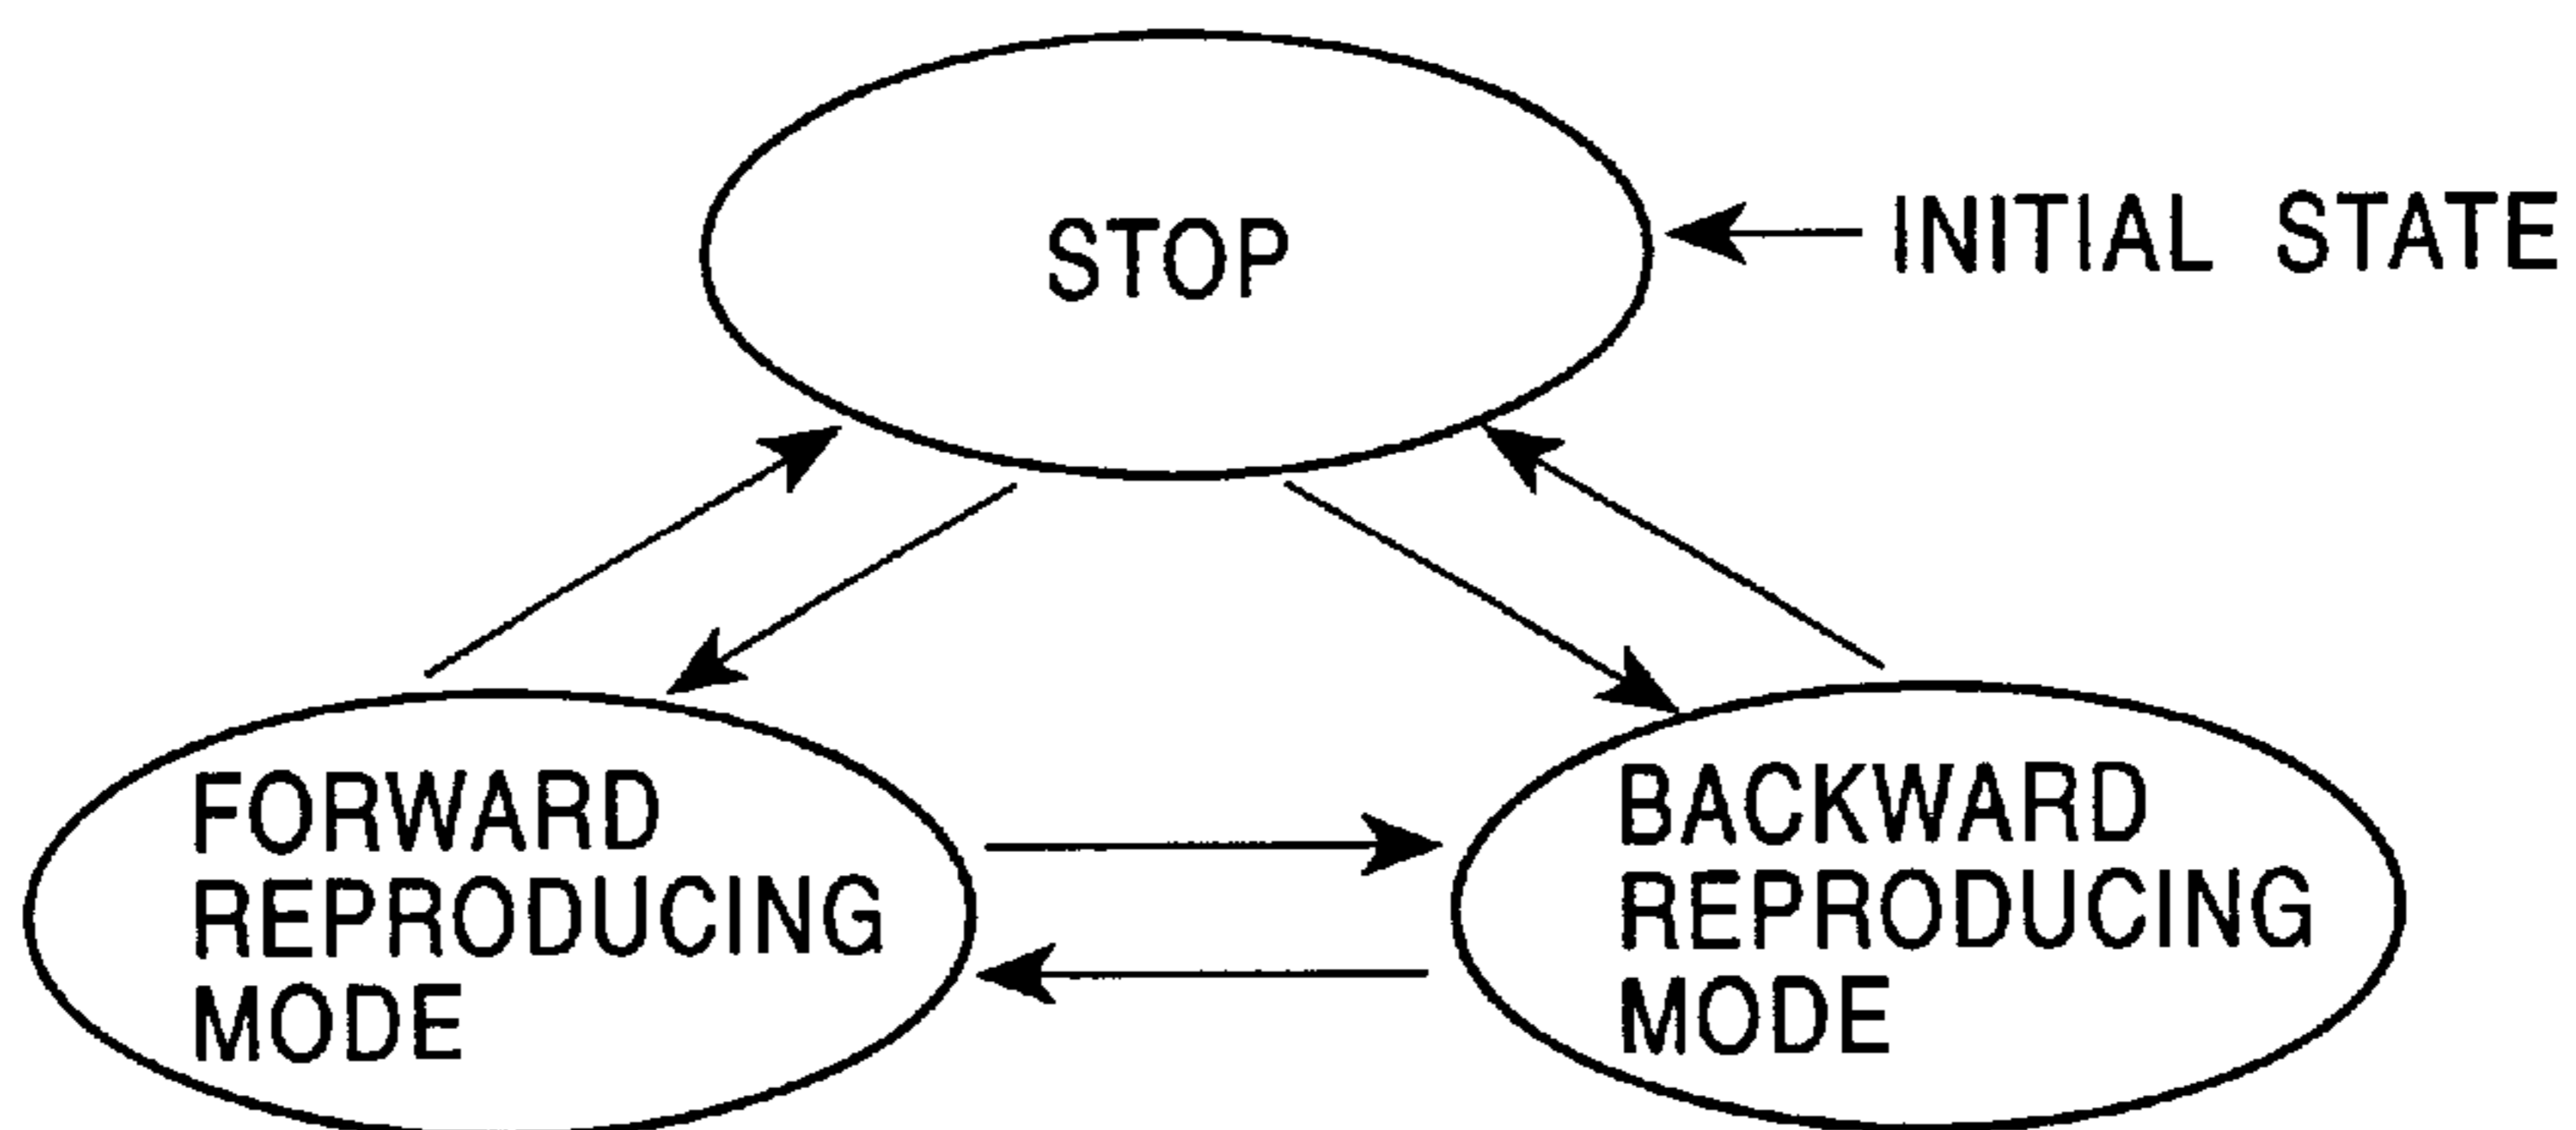 STOP
INITIAL STATE
FORWARD
REPRODUCING
MODE
BACKWARD
REPRODUCING
MODE